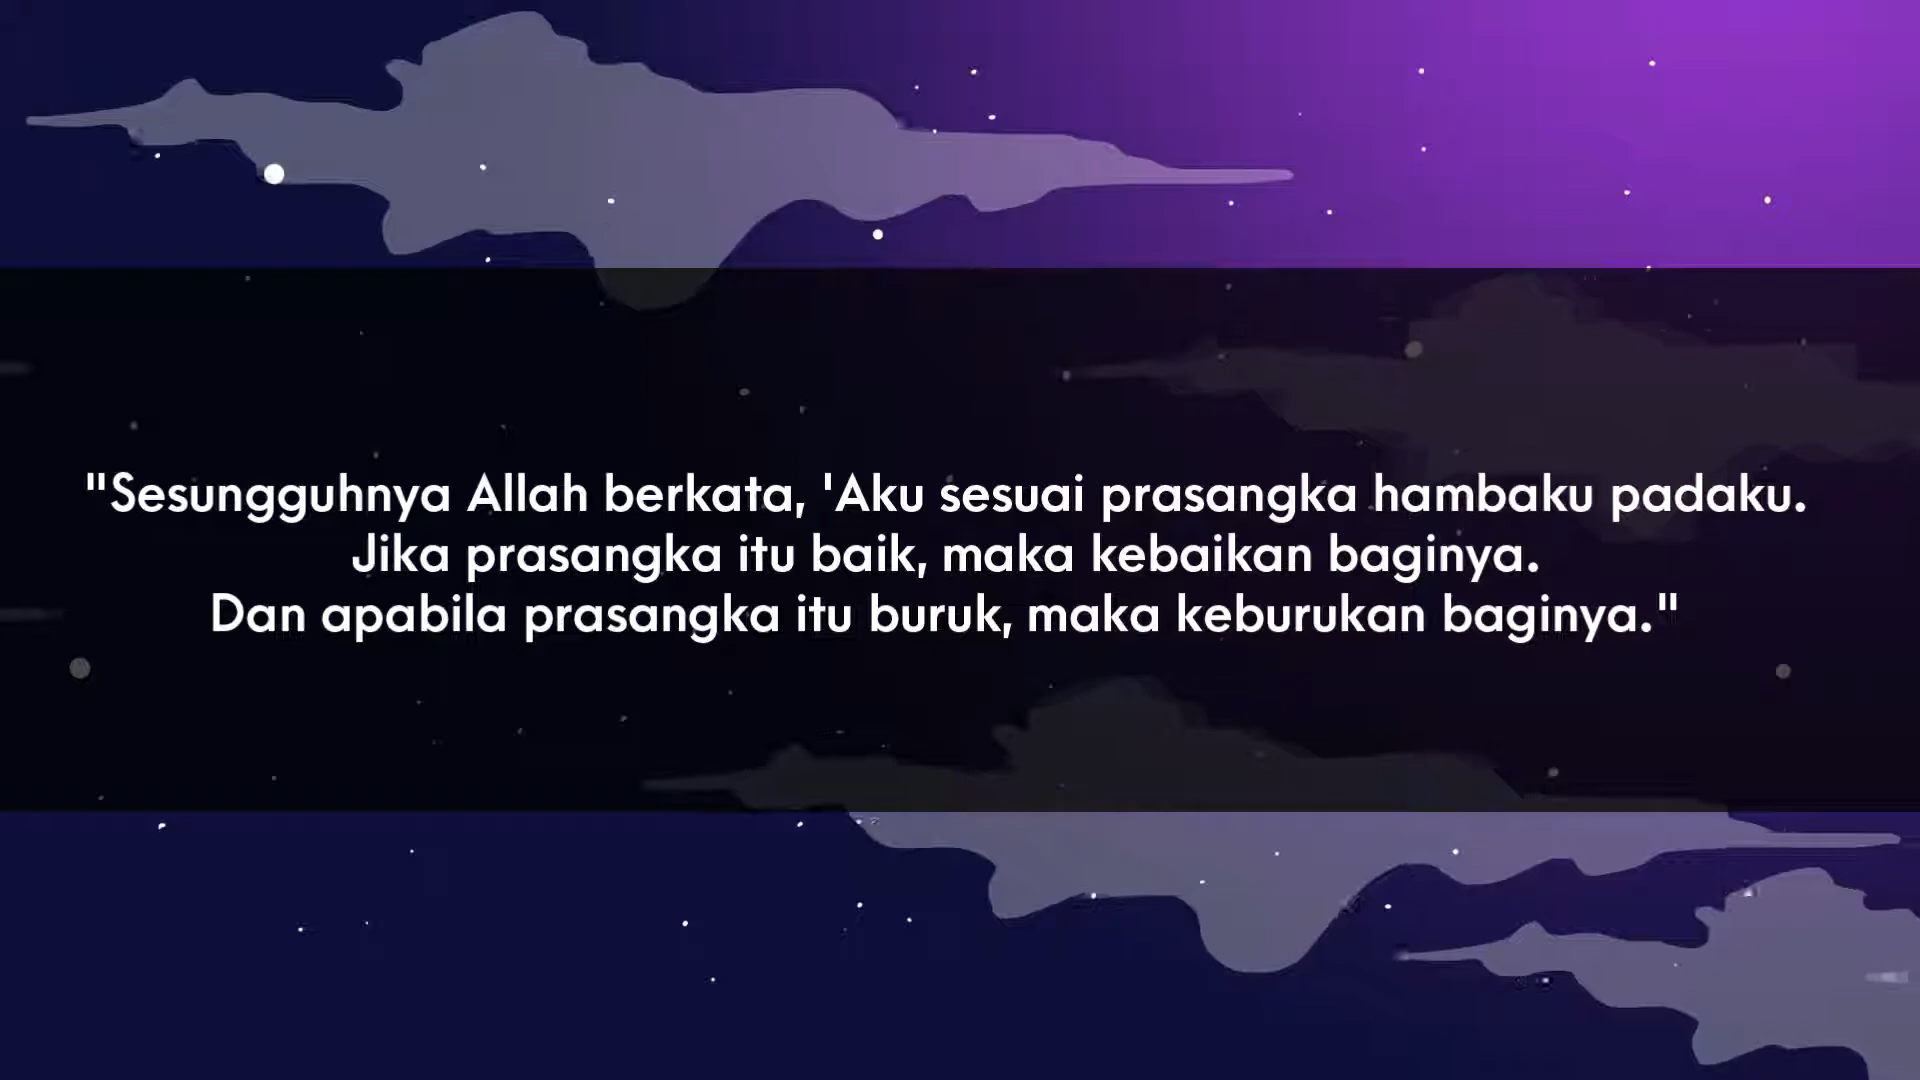 "Sesungguhnya Allah berkata, 'Aku sesuai prasangka hambaku padaku.
Jika prasangka itu baik, maka kebaikan baginya.
Dan apabila prasangka itu buruk, maka keburukan baginya."